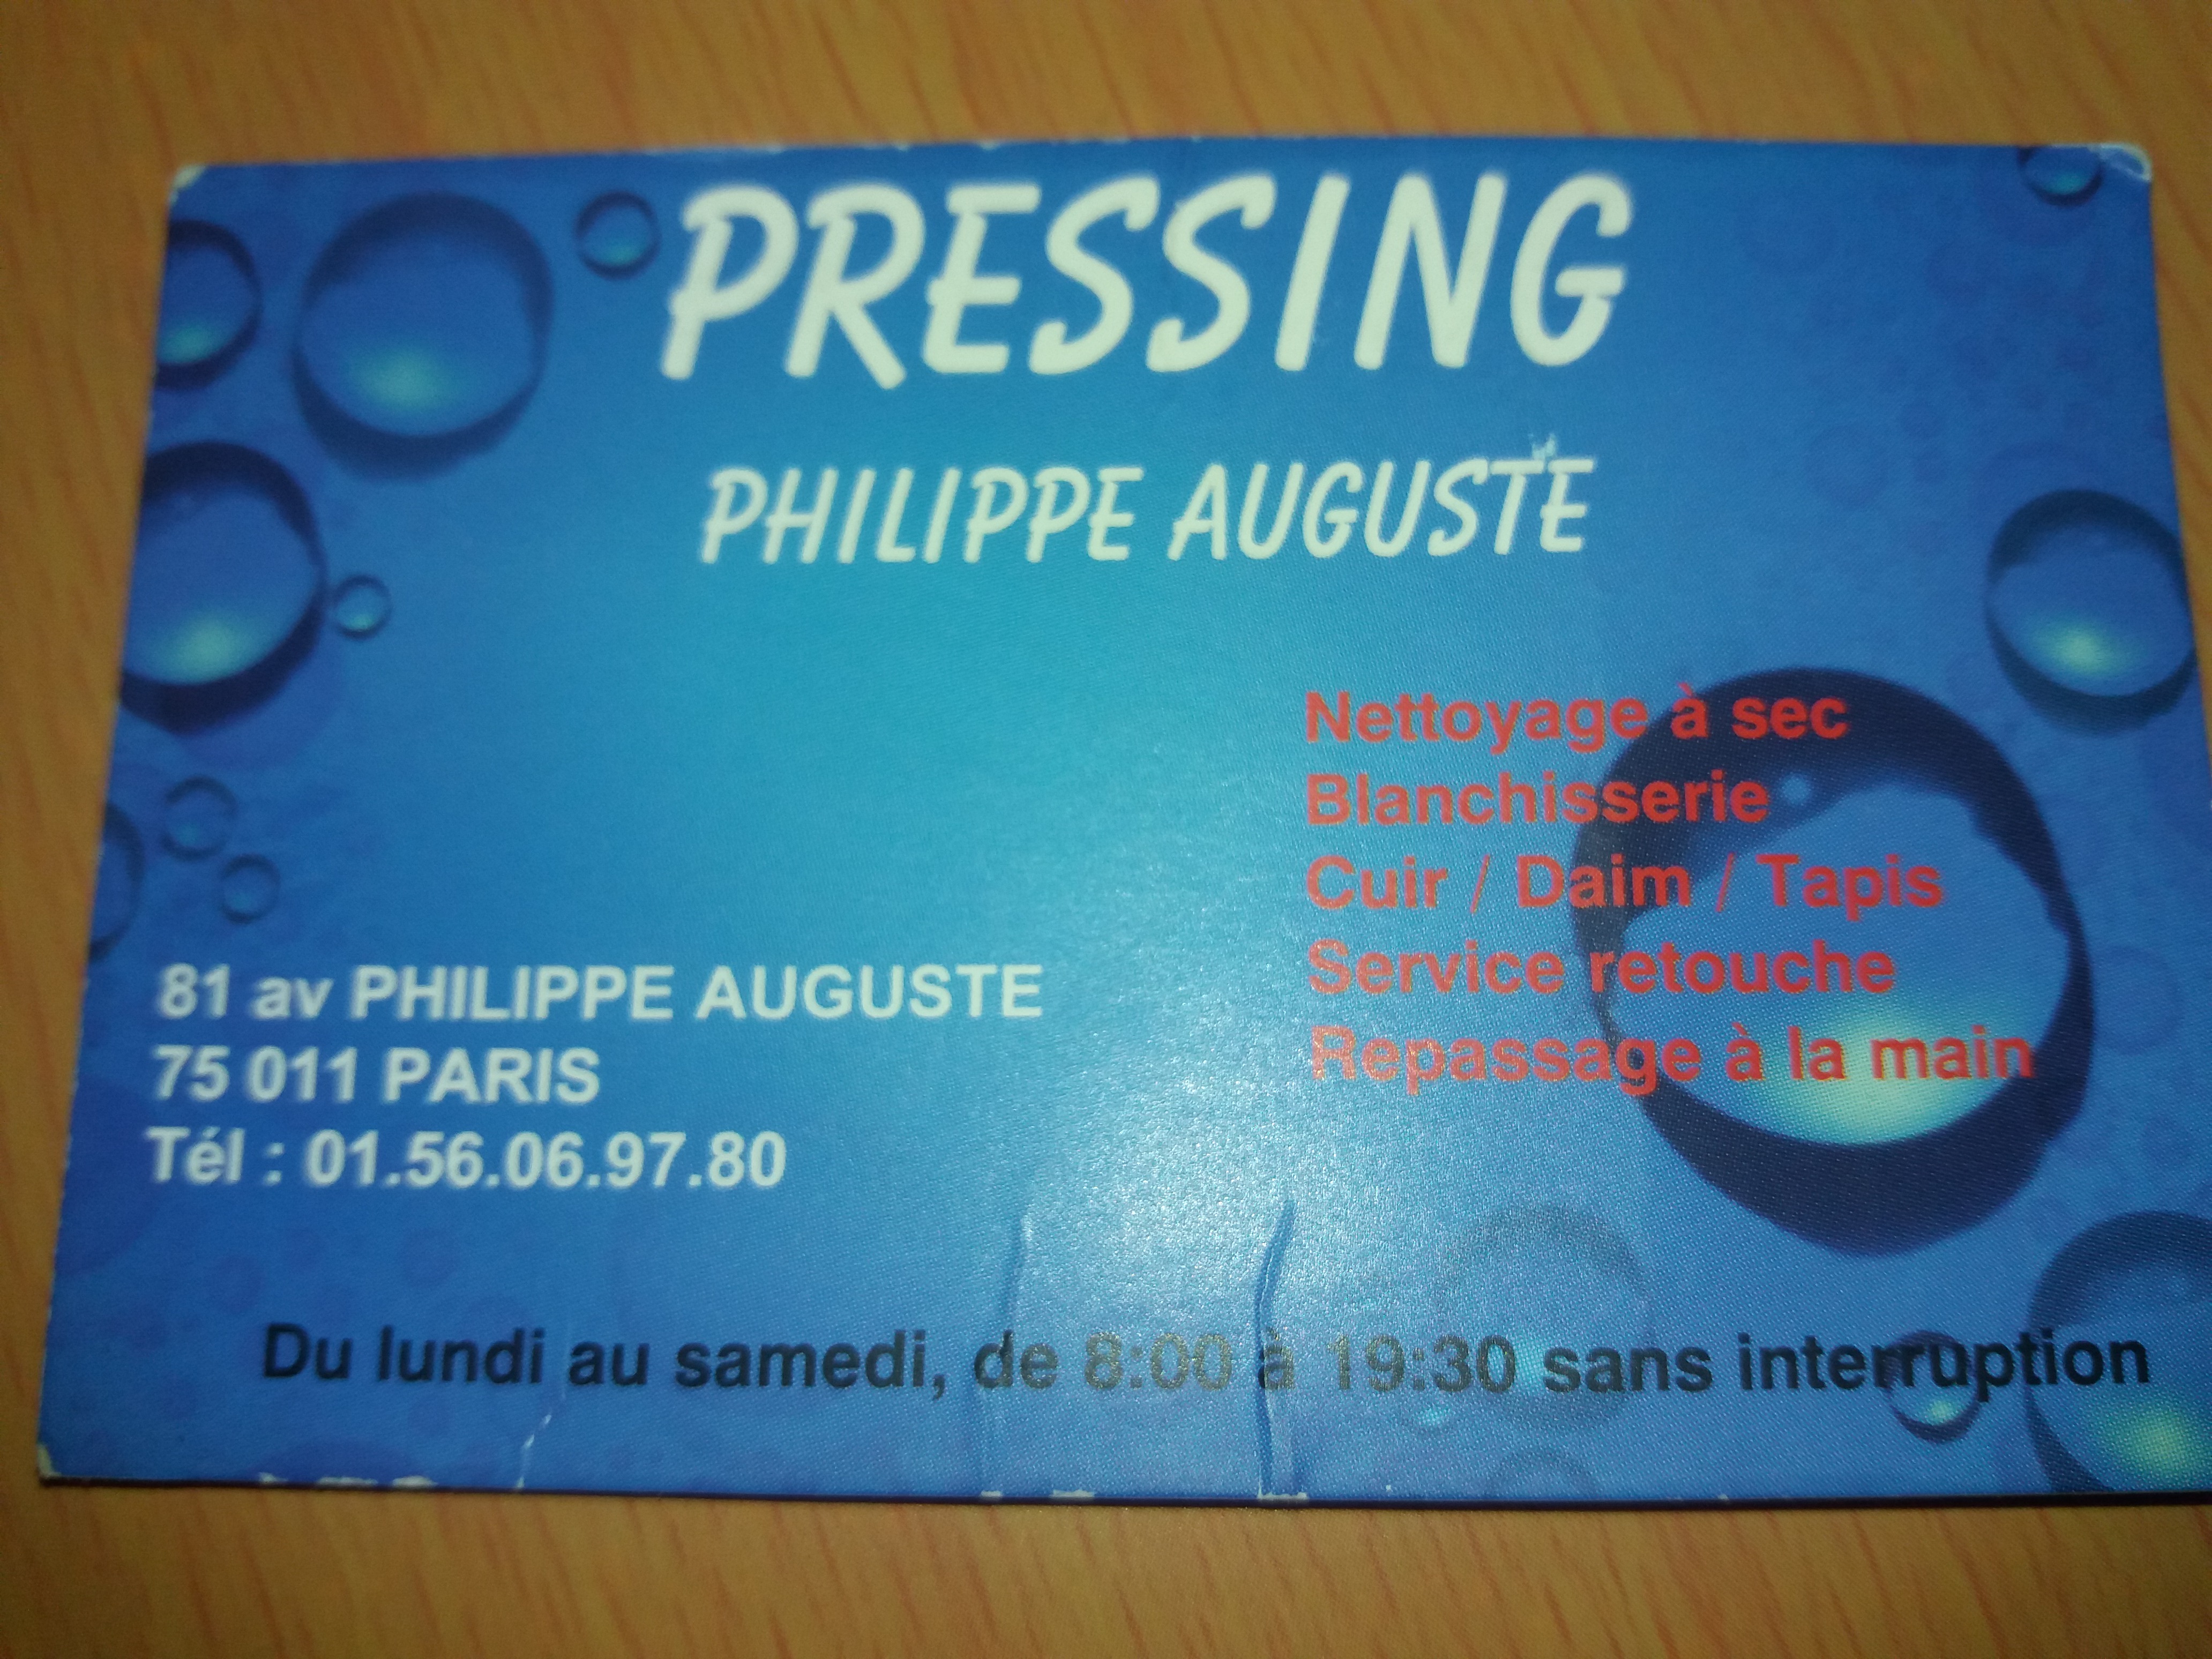 PRESSING
PHILIPPE AUGUSTE
Nettoyage à sec
Blanchisserie
Cuir / Daim / Tapis
Service retouche
Repassage à la main
81 av PHILIPPE AUGUSTE
75 011 PARIS
Tél : 01.56.06.97.80
Du lundi au samedi, de 8:00 à 19:30 sans interruption